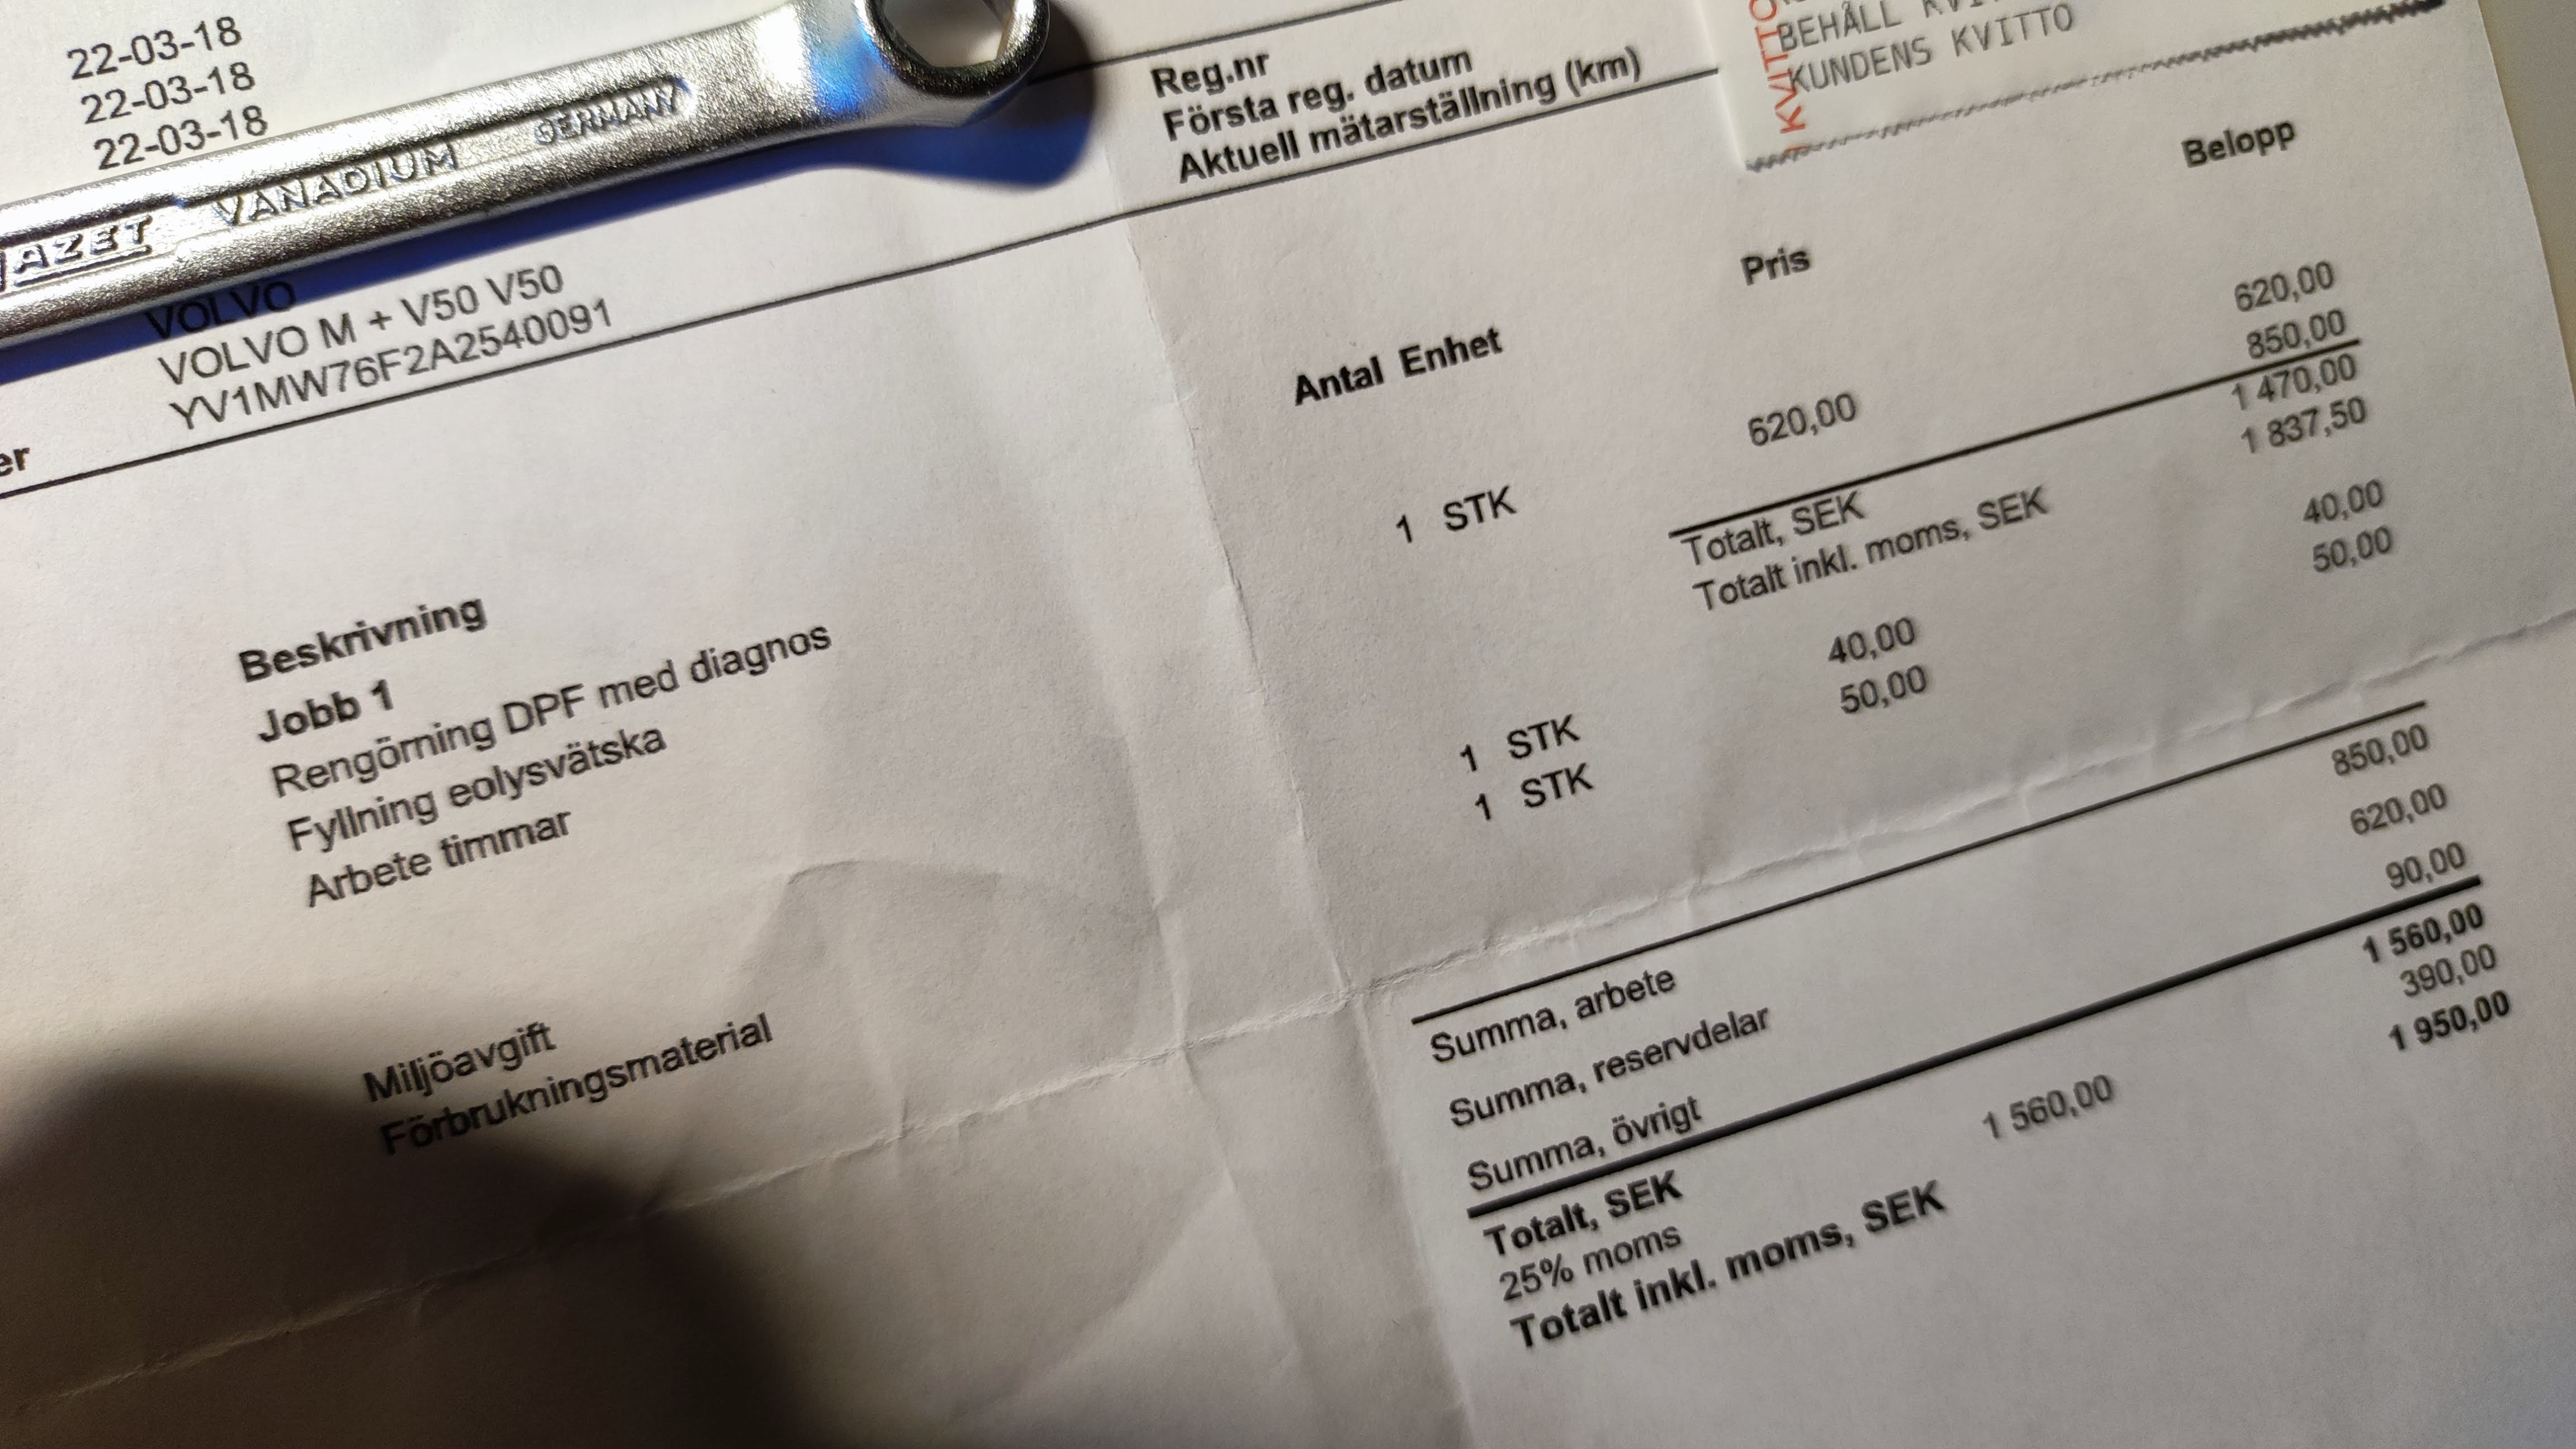 22-03-18
22-03-18
22-03-18
AZET VANADIUM GERMANY
BEHÅLL
KVITTO
KUNDENS KVITTO
Reg.nr
Första reg. datum
Aktuell mätarställning (km)
VOLVO
VOLVO M + V50 V50
YV1MW76F2A2540091
er
Beskrivning Antal Enhet Pris Belopp
Jobb 1
Rengörning DPF med diagnos
Fyllning eolysvätska 1 STK 620,00 620,00
Arbete timmar 850,00
Totalt, SEK 1 470,00
Totalt inkl. moms, SEK 1 837,50
Miljöavgift 1 STK 40,00 40,00
Förbrukningsmaterial 1 STK 50,00 50,00
Summa, arbete 850,00
Summa, reservdelar 620,00
Summa, övrigt 90,00
Totalt, SEK 1 560,00
25% moms 1 560,00 390,00
Totalt inkl. moms, SEK 1 950,00